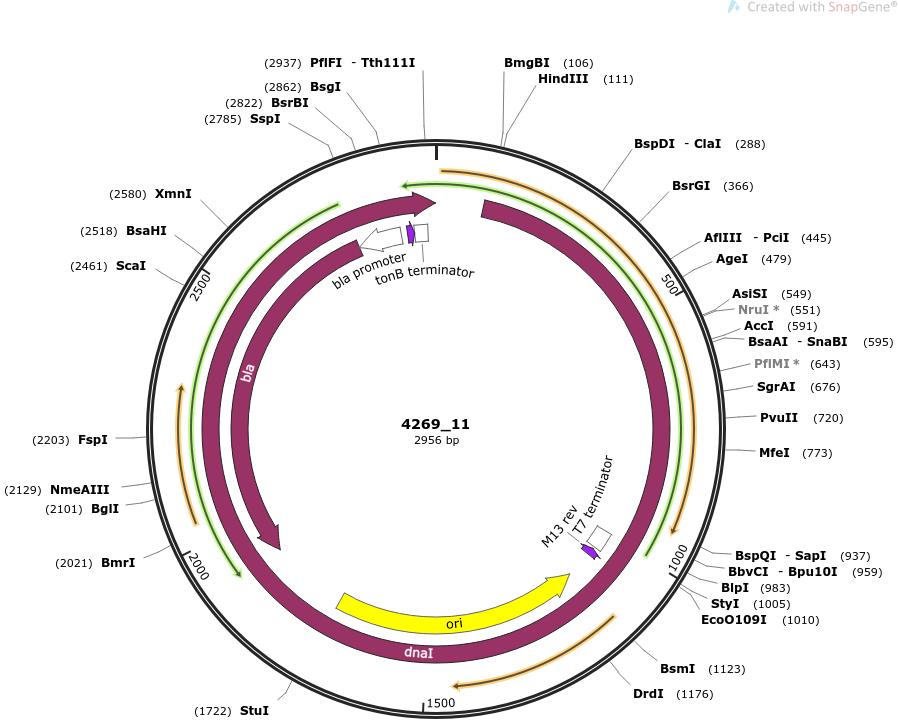 Created with SnapGene®
(2937) PflFI - Tth111I
(2862) BsgI
(2822) BsrBI
(2785) SspI
BmgBI (106)
HindIII (111)
BspDI - ClaI (288)
BsrGI (366)
(2580) XmnI
(2518) BsaHI
(2461) ScaI
AflIII - PciI (445)
AgeI (479)
AsiSI (549)
NruI * (551)
AccI (591)
BsaAI - SnaBI (595)
PflMI * (643)
SgrAI (676)
PvuII (720)
MfeI (773)
bla promoter
tonB terminator
2500
500
bla
4269_11
2956 bp
(2203) FspI
(2129) NmeAIII
(2101) BglI
(2021) BmrI
M13 rev
T7 terminator
2000
1000
BspQI - SapI (937)
BbvCI - Bpu10I (959)
BlpI (983)
StyI (1005)
EcoO109I (1010)
ori
dnaI
BsmI (1123)
DrdI (1176)
1500
(1722) StuI